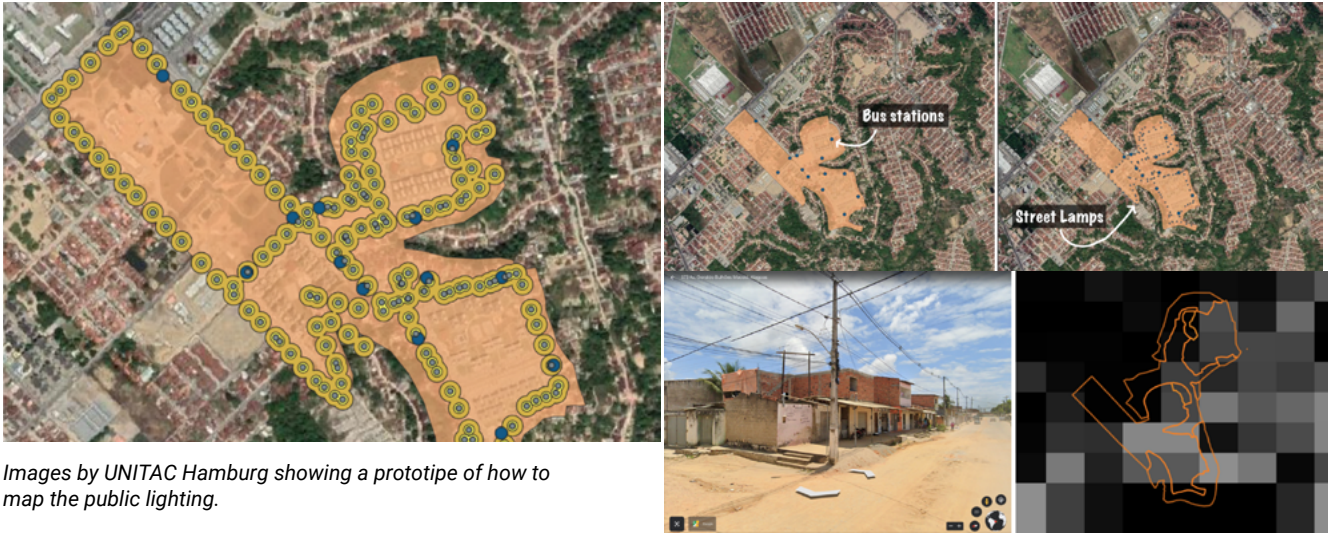 Bus stations
Street Lamps
Images by UNITAC Hamburg showing a prototipe of how to
map the public lighting.